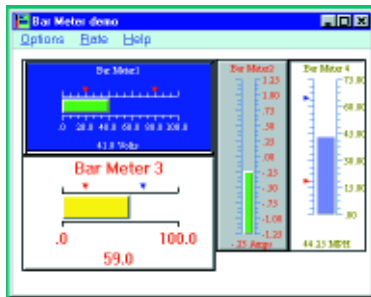 Bar Meter demo
Options Rate Help
Bar Meter1
.0 20.0 40.0 60.0 80.0 100.0
41.0 Volts
Bar Meter 3
.0 100.0
59.0
Bar Meter2
1.25
1.00
.75
.50
.25
.00
-.25
-.50
-.75
-1.00
-1.25
-.25 Amps
Bar Meter 4
75.00
60.00
45.00
30.00
15.00
.00
44.25 MPH